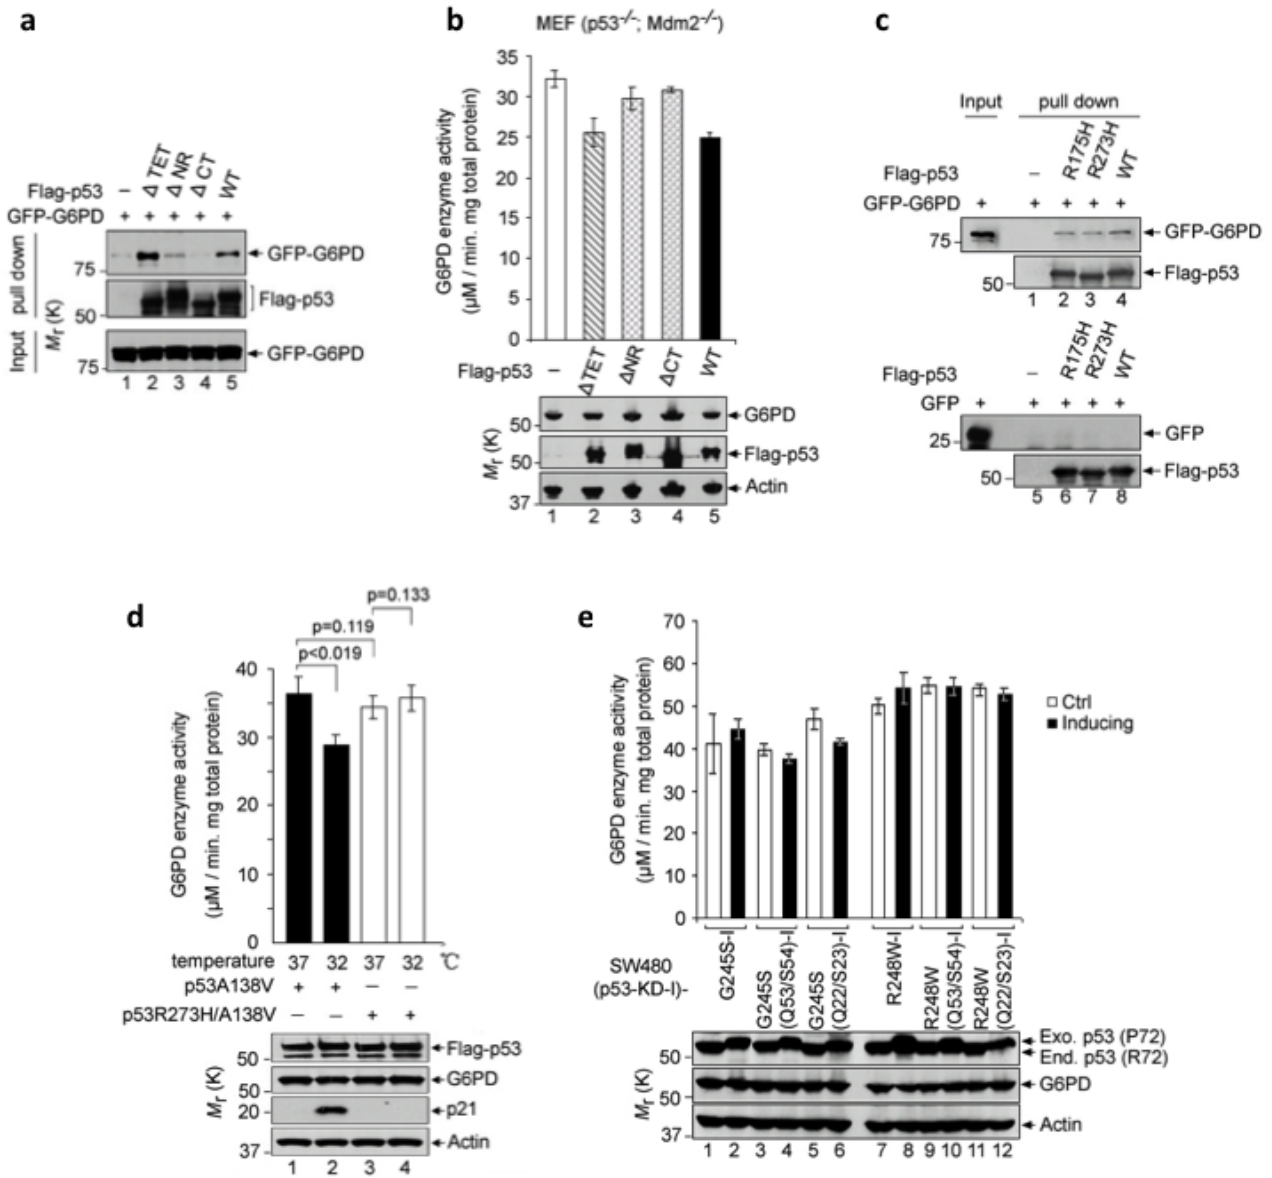 a
Flag-p53 – ΔTET ΔNR ΔCT WT
GFP-G6PD + + + + +
pull down
Input
Mr (K)
75
GFP-G6PD
50
Flag-p53
75
GFP-G6PD
1 2 3 4 5
b
MEF (p53-/-; Mdm2-/-)
G6PD enzyme activity
(µM / min. mg total protein)
35
30
25
20
15
10
5
0
Flag-p53 – ΔTET ΔNR ΔCT WT
Mr (K)
50
G6PD
50
Flag-p53
37
Actin
1 2 3 4 5
c
Input pull down
Flag-p53 – R175H R273H WT
GFP-G6PD + + + + +
75
GFP-G6PD
50
Flag-p53
1 2 3 4
Flag-p53 – R175H R273H WT
GFP + + + + +
25
GFP
50
Flag-p53
5 6 7 8
d
p=0.133
p=0.119
p<0.019
G6PD enzyme activity
(µM / min. mg total protein)
40
30
20
10
0
temperature 37 32 37 32 °C
p53A138V + + – –
p53R273H/A138V – – + +
Mr (K)
50
Flag-p53
50
G6PD
20
p21
37
Actin
1 2 3 4
e
G6PD enzyme acitivity
(µM / min. mg total protein)
70
60
50
40
30
20
10
0
Ctrl
Inducing
SW480
(p53-KD-I)-
G245S-I
G245S
(Q53/S54)-I
G245S
(Q22/S23)-I
R248W-I
R248W
(Q53/S54)-I
R248W
(Q22/S23)-I
Mr (K)
50
Exo. p53 (P72)
End. p53 (R72)
50
G6PD
37
Actin
1 2 3 4 5 6 7 8 9 10 11 12